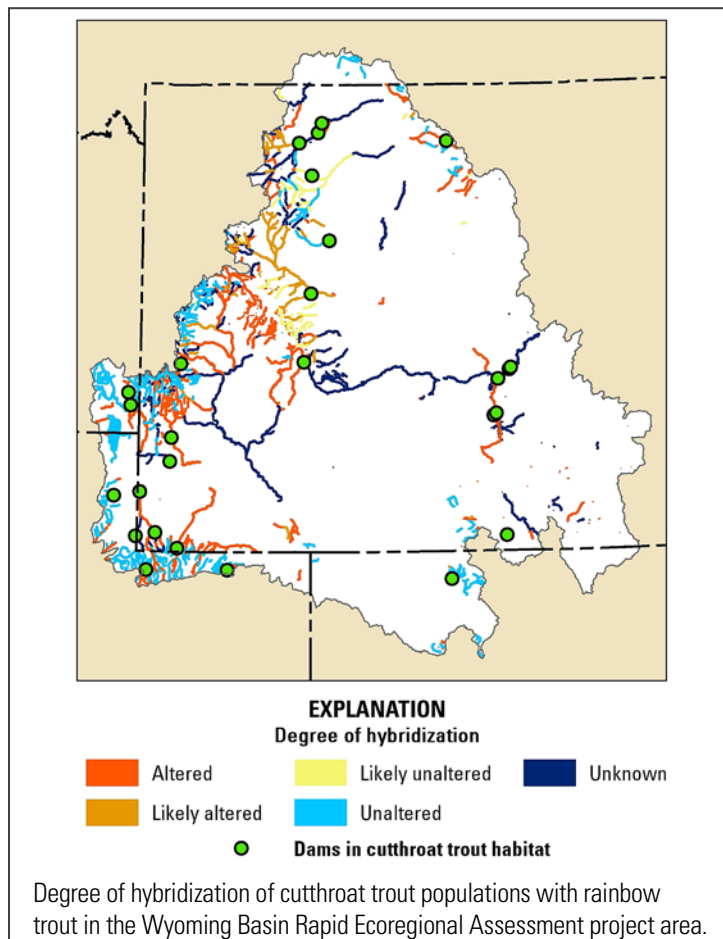 EXPLANATION
Degree of hybridization
Altered Likely unaltered Unknown
Likely altered Unaltered
Dams in cutthroat trout habitat
Degree of hybridization of cutthroat trout populations with rainbow
trout in the Wyoming Basin Rapid Ecoregional Assessment project area.